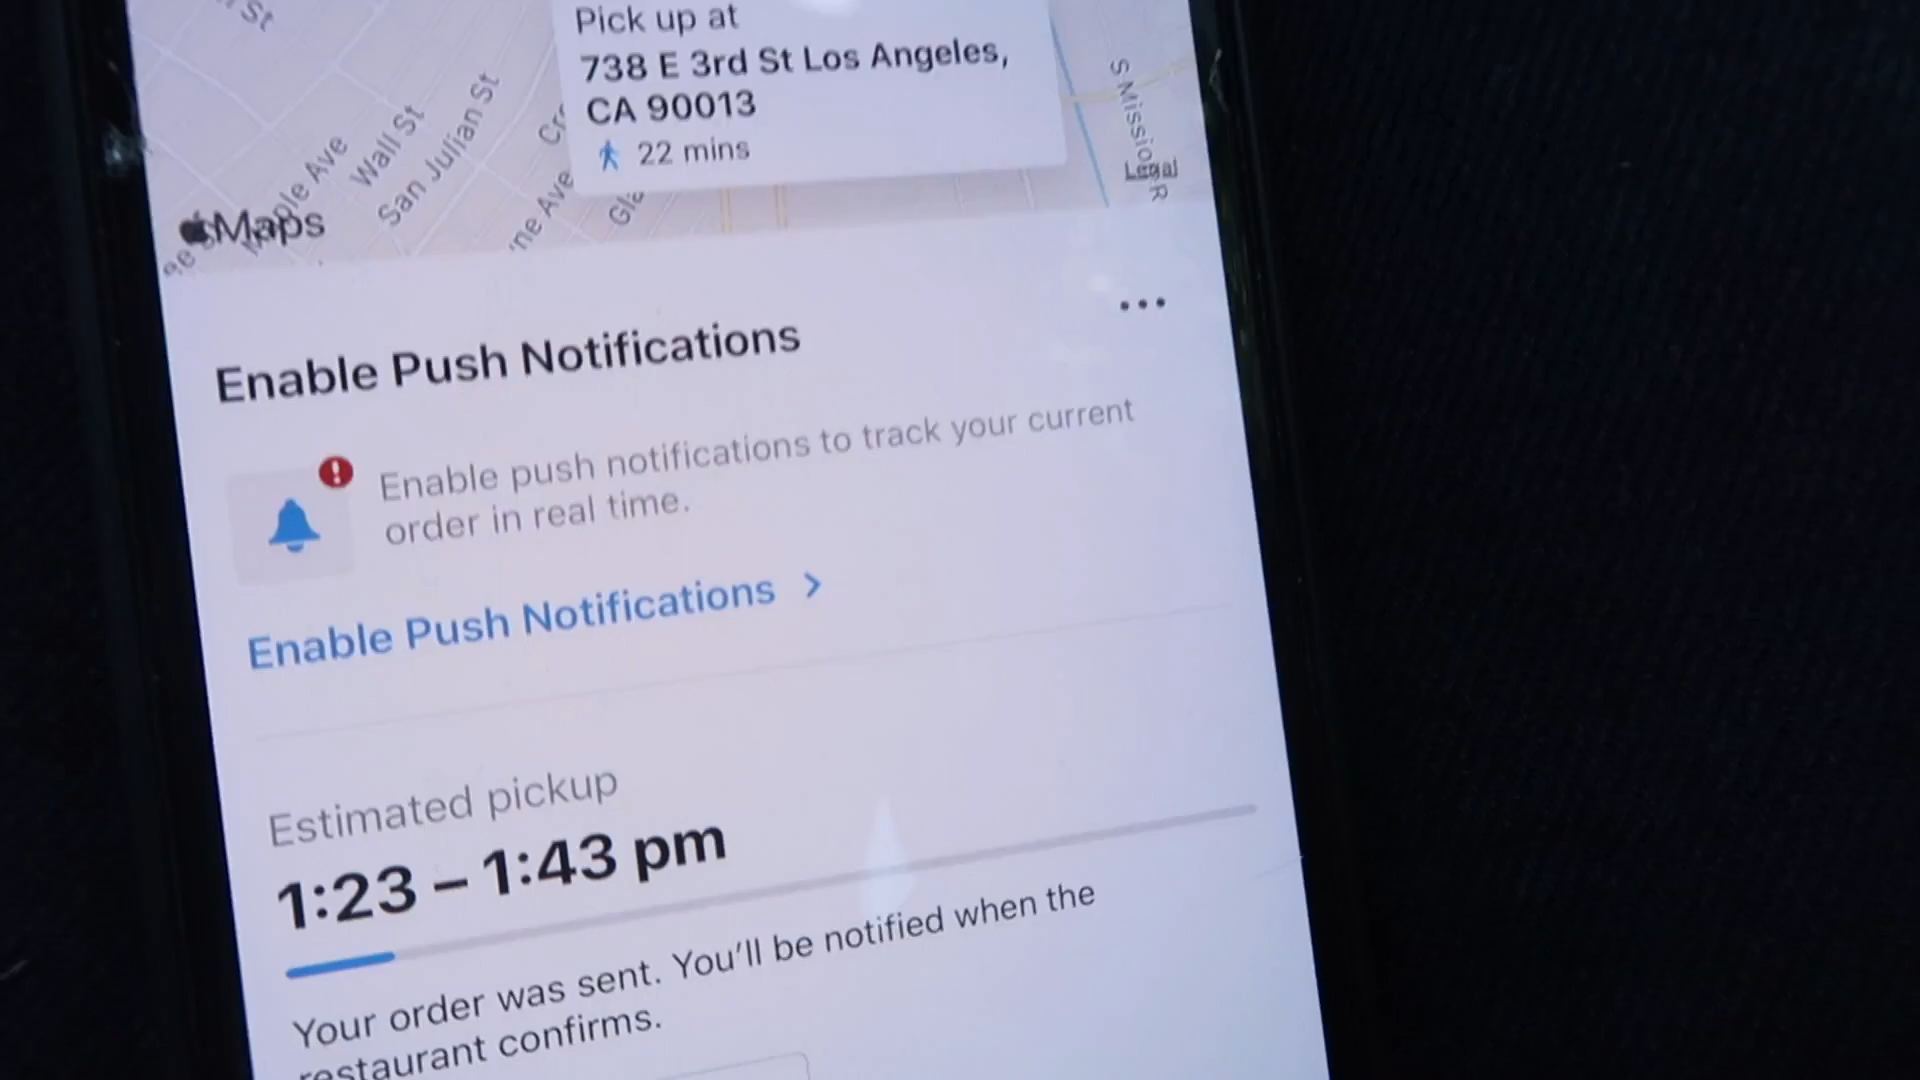 Pick up at
738 E 3rd St Los Angeles,
CA 90013
22 mins
Wall St
San Julian St
Legal
Maps
Enable Push Notifications
Enable push notifications to track your current
order in real time.
Enable Push Notifications
Estimated pickup
1:23 – 1:43 pm
Your order was sent. You'll be notified when the
restaurant confirms.